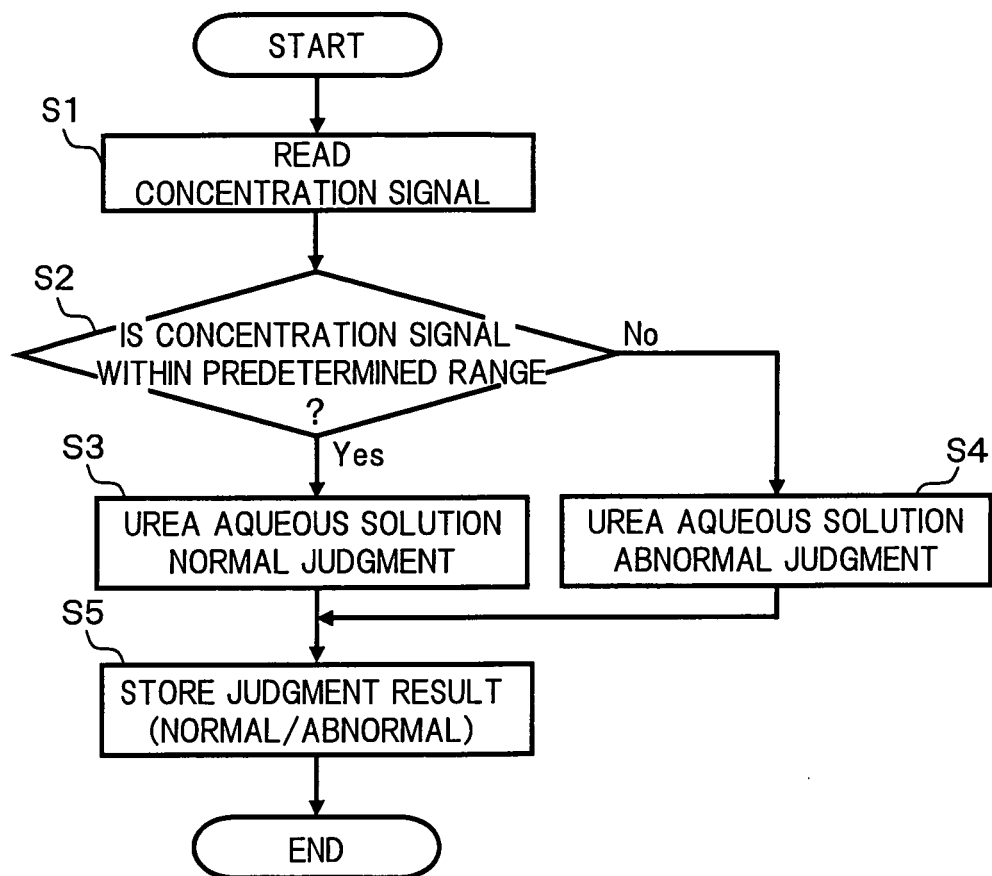 START
S1
READ
CONCENTRATION SIGNAL
S2
IS CONCENTRATION SIGNAL
WITHIN PREDETERMINED RANGE
?
No
Yes
S3
UREA AQUEOUS SOLUTION
NORMAL JUDGMENT
S4
UREA AQUEOUS SOLUTION
ABNORMAL JUDGMENT
S5
STORE JUDGMENT RESULT
(NORMAL/ABNORMAL)
END